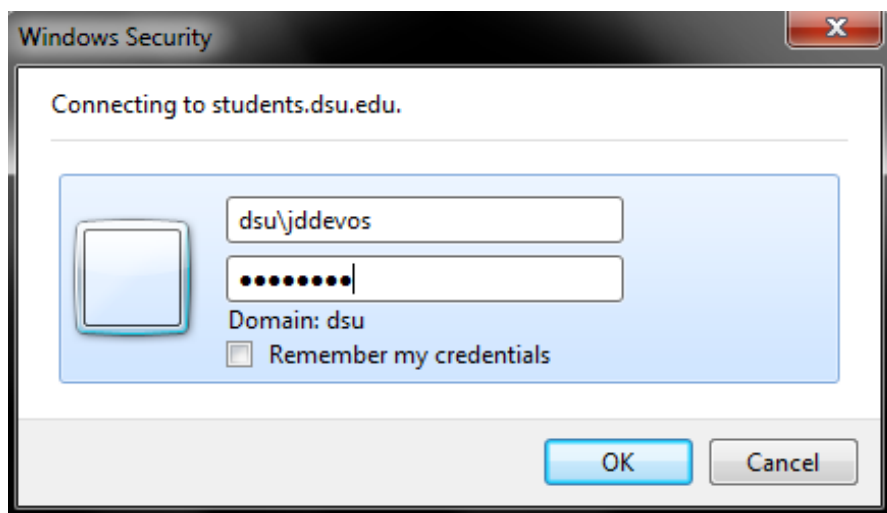 Windows Security
Connecting to students.dsu.edu.
dsu\jddevos
••••••••
Domain: dsu
Remember my credentials
OK
Cancel